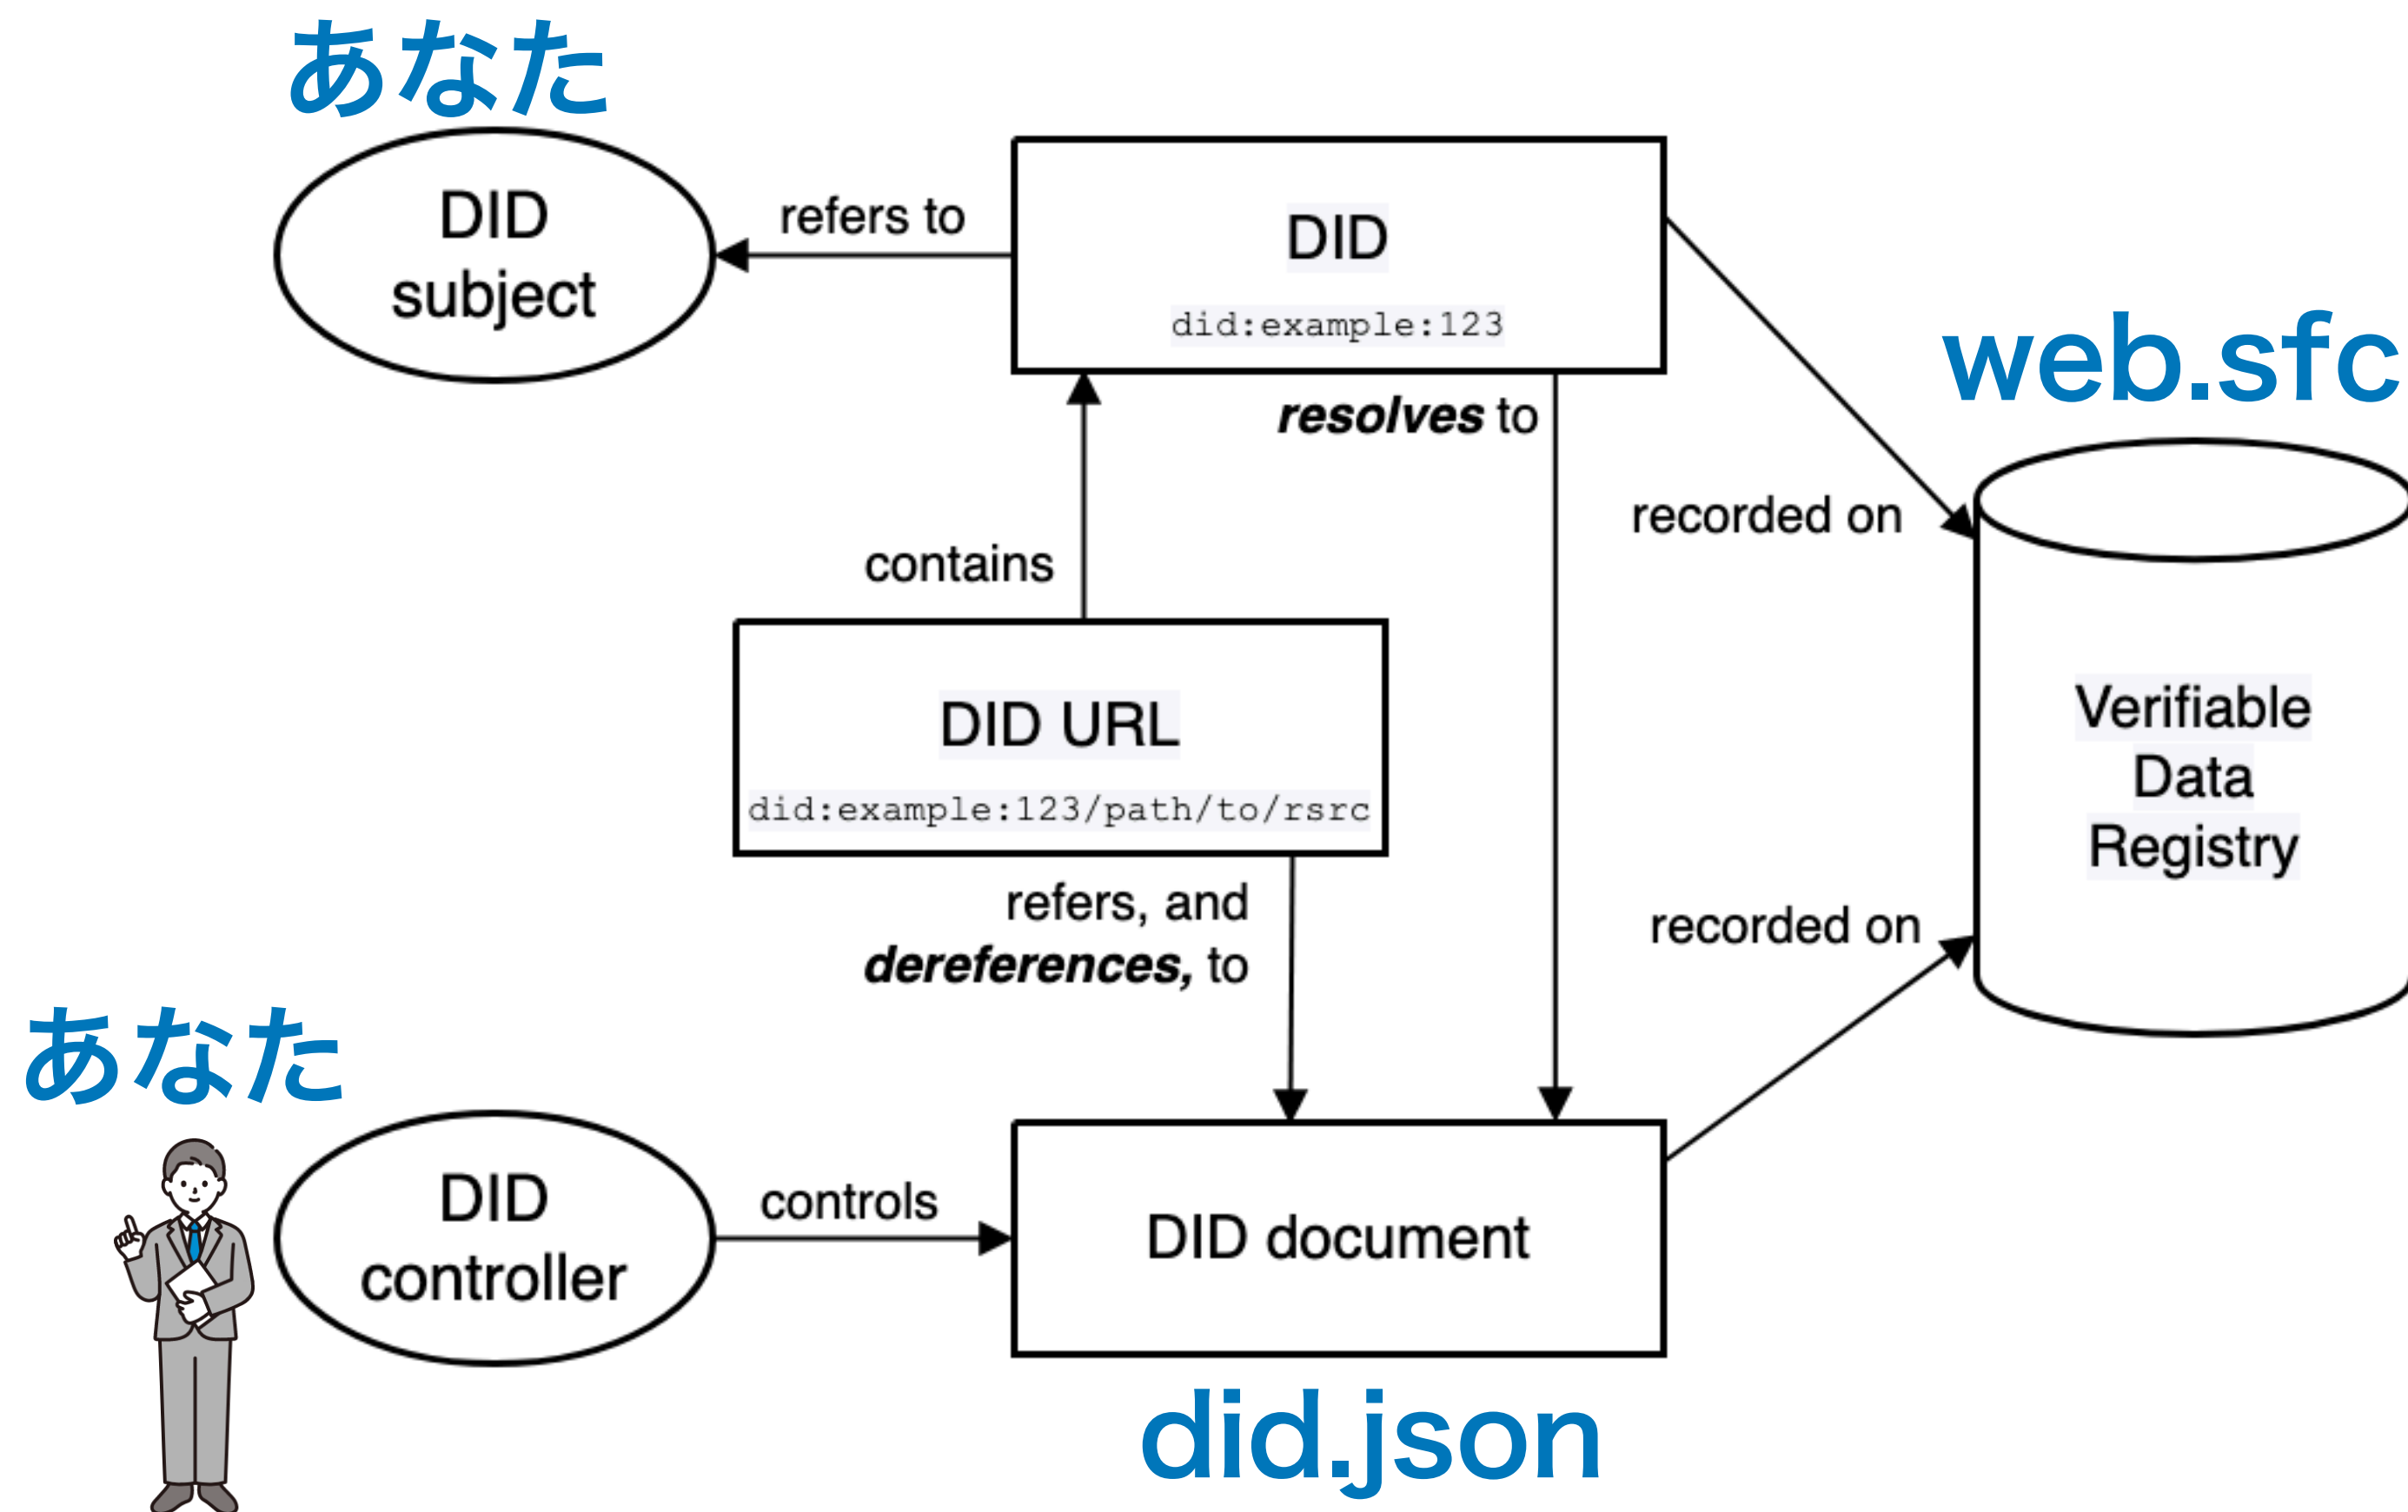 あなた
DID
subject
refers to
DID
did:example:123
web.sfc
resolves to
recorded on
contains
DID URL
did:example:123/path/to/rsrc
Verifiable
Data
Registry
refers, and
dereferences, to
recorded on
あなた
DID
controller
controls
DID document
did.json